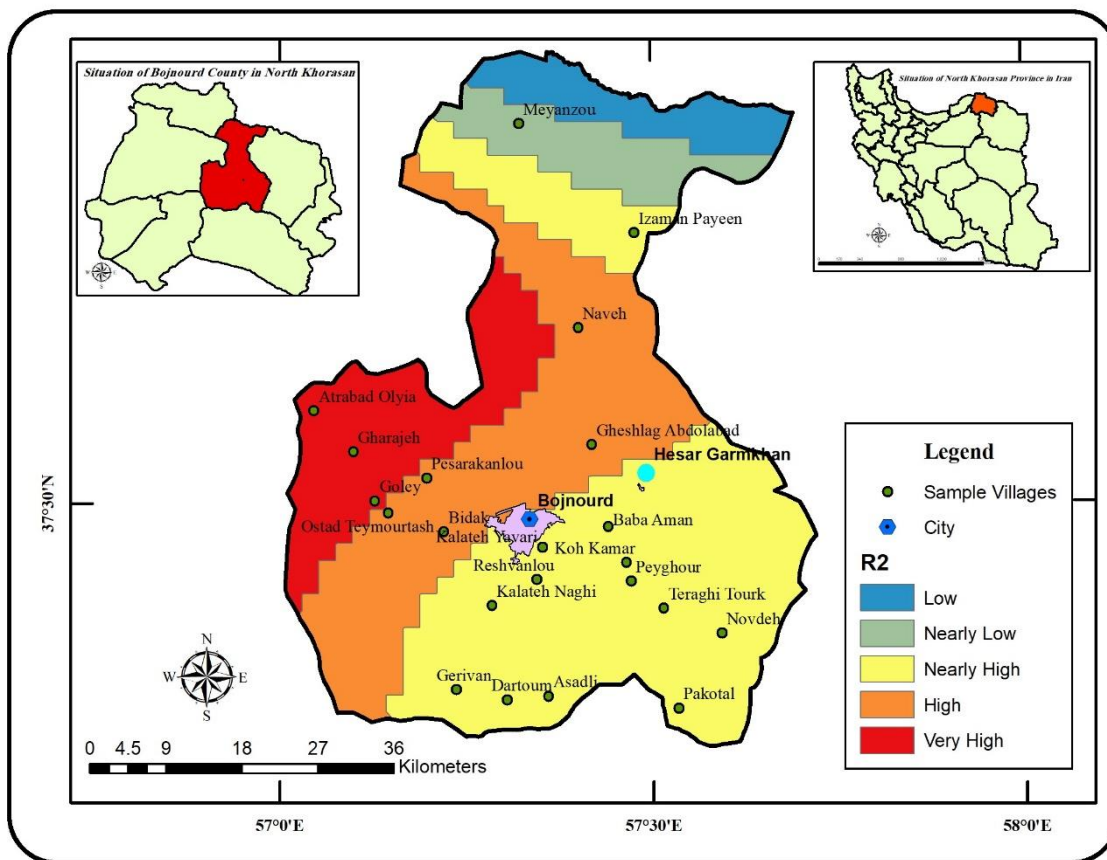 Situation of Bojnourd County in North Khorasan
Situation of North Khorasan Province in Iran
Meyanzou
Izaman Payeen
Naveh
Atrabad Olyia
Gharajeh
Gheshlag Abdolabad
Hesar Garmkhan
Pesarakanlou
Goley
Ostad Teymourtash
Bidak
Bojnourd
Baba Aman
Kalateh Yavari
Koh Kamar
Reshvanlou
Peyghour
Kalateh Naghi
Teraghi Tourk
Novdeh
Gerivan
Dartoum
Asadli
Pakotal
Legend
Sample Villages
City
R2
Low
Nearly Low
Nearly High
High
Very High
N
W E
S
0 4.5 9 18 27 36
Kilometers
37°30'N
57°0'E 57°30'E 58°0'E